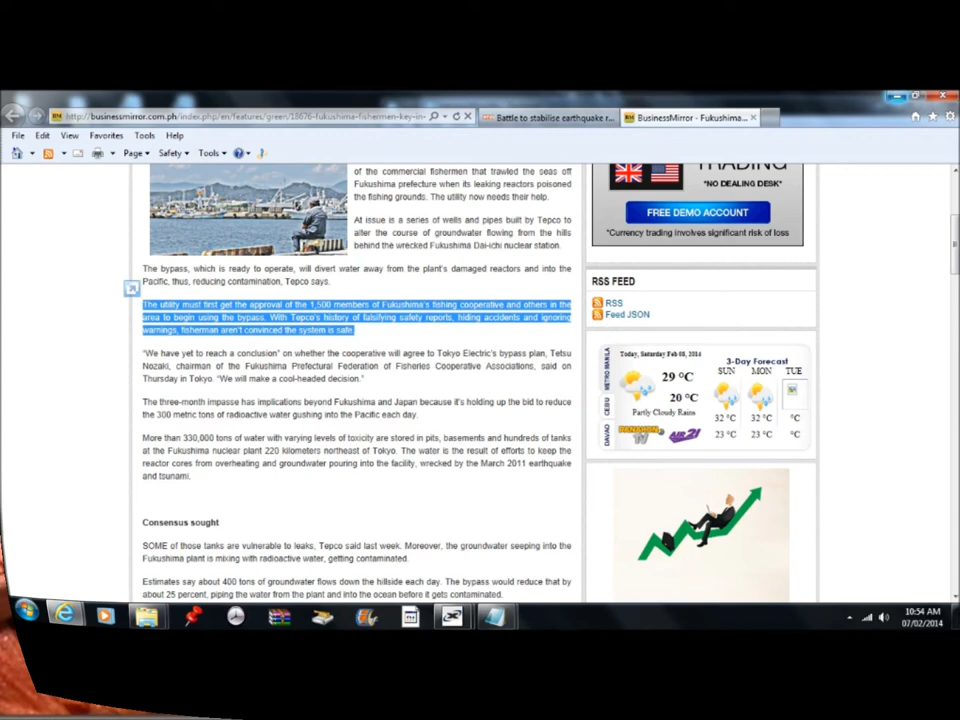 http://businessmirror.com.ph/index.php/en/features/green/18676-fukushima-fishermen-key-in-
Battle to stabilise earthquake r...
BusinessMirror - Fukushima...
File Edit View Favorites Tools Help
Page Safety Tools
of the commercial fishermen that trawled the seas off
Fukushima prefecture when its leaking reactors poisoned
the fishing grounds. The utility now needs their help.
At issue is a series of wells and pipes built by Tepco to
alter the course of groundwater flowing from the hills
behind the wrecked Fukushima Dai-ichi nuclear station.
The bypass, which is ready to operate, will divert water away from the plant's damaged reactors and into the
Pacific, thus, reducing contamination, Tepco says.
The utility must first get the approval of the 1,500 members of Fukushima's fishing cooperative and others in the
area to begin using the bypass. With Tepco's history of falsifying safety reports, hiding accidents and ignoring
warnings, fisherman aren't convinced the system is safe.
"We have yet to reach a conclusion" on whether the cooperative will agree to Tokyo Electric's bypass plan, Tetsu
Nozaki, chairman of the Fukushima Prefectural Federation of Fisheries Cooperative Associations, said on
Thursday in Tokyo. "We will make a cool-headed decision."
The three-month impasse has implications beyond Fukushima and Japan because it's holding up the bid to reduce
the 300 metric tons of radioactive water gushing into the Pacific each day.
More than 330,000 tons of water with varying levels of toxicity are stored in pits, basements and hundreds of tanks
at the Fukushima nuclear plant 220 kilometers northeast of Tokyo. The water is the result of efforts to keep the
reactor cores from overheating and groundwater pouring into the facility, wrecked by the March 2011 earthquake
and tsunami.
Consensus sought
SOME of those tanks are vulnerable to leaks, Tepco said last week. Moreover, the groundwater seeping into the
Fukushima plant is mixing with radioactive water, getting contaminated.
Estimates say about 400 tons of groundwater flows down the hillside each day. The bypass would reduce that by
about 25 percent, piping the water from the plant and into the ocean before it gets contaminated.
TRADING
*NO DEALING DESK*
FREE DEMO ACCOUNT
*Currency trading involves significant risk of loss
RSS FEED
RSS
Feed JSON
METRO MANILA
CEBU
DAVAO
Today, Saturday Feb 08, 2014
29 °C
20 °C
Partly Cloudy Rains
PANAHON TV
AIR21
3-Day Forecast
SUN MON TUE
32 °C 32 °C °C
23 °C 23 °C °C
10:54 AM
07/02/2014